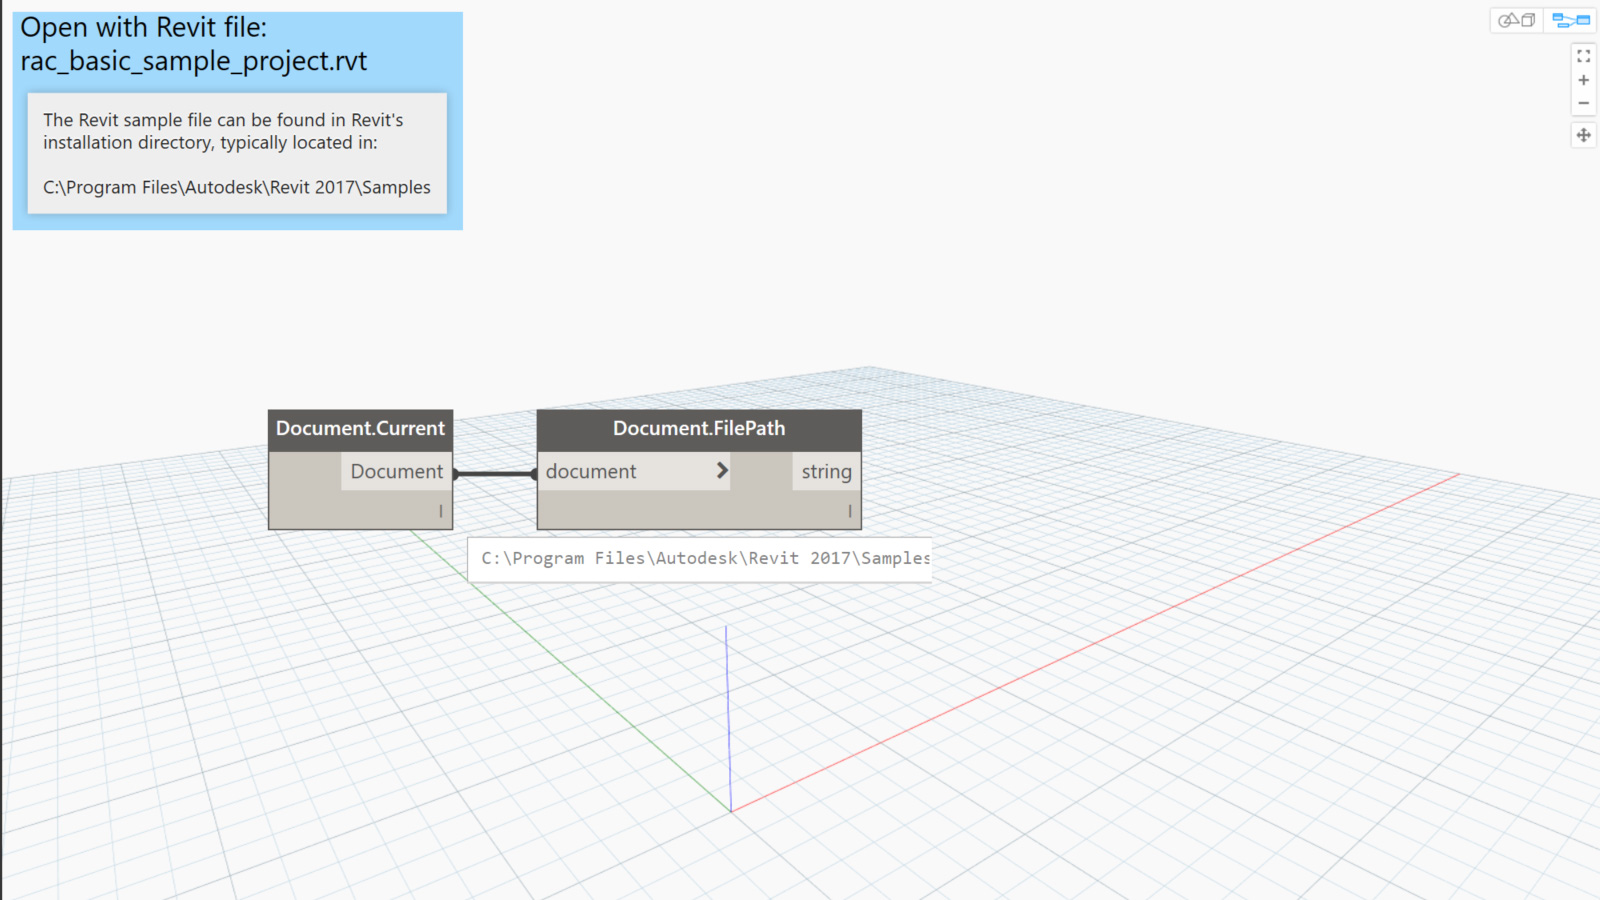 Open with Revit file:
rac_basic_sample_project.rvt
The Revit sample file can be found in Revit's
installation directory, typically located in:
C:\Program Files\Autodesk\Revit 2017\Samples
Document.Current
Document
l
Document.FilePath
document
string
l
C:\Program Files\Autodesk\Revit 2017\Samples